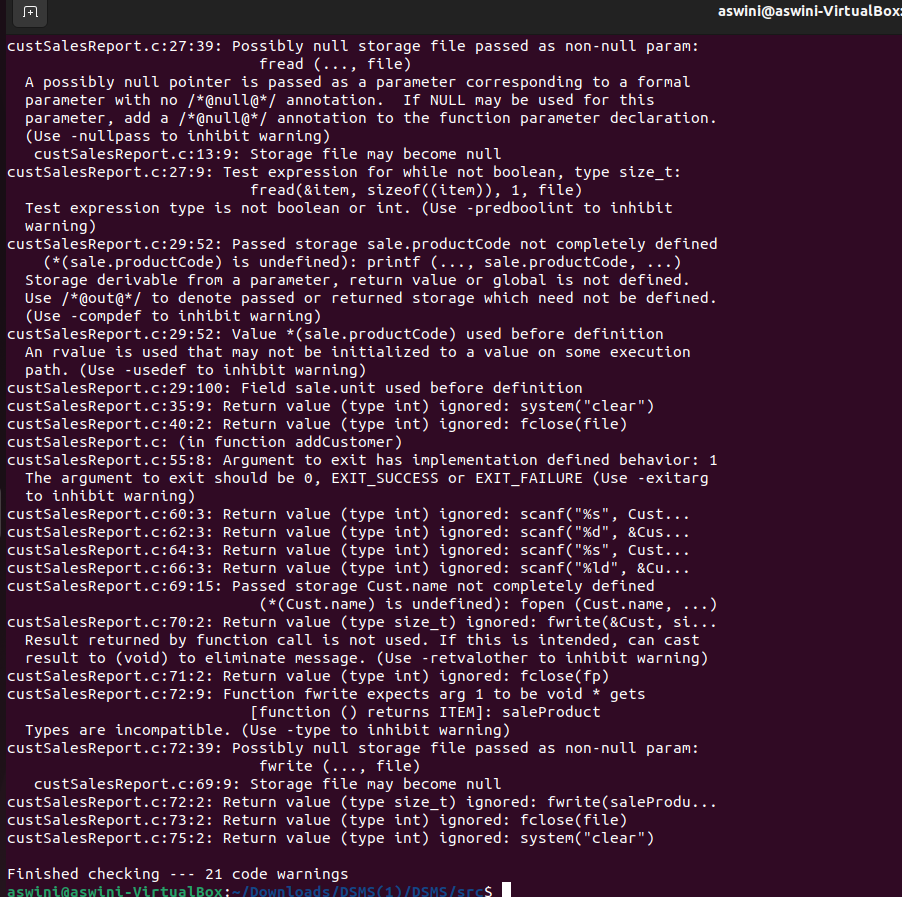 aswini@aswini-VirtualBox:
custSalesReport.c:27:39: Possibly null storage file passed as non-null param:
fread (..., file)
A possibly null pointer is passed as a parameter corresponding to a formal
parameter with no /*@null@*/ annotation.  If NULL may be used for this
parameter, add a /*@null@*/ annotation to the function parameter declaration.
(Use -nullpass to inhibit warning)
custSalesReport.c:13:9: Storage file may become null
custSalesReport.c:27:9: Test expression for while not boolean, type size_t:
fread(&item, sizeof((item)), 1, file)
Test expression type is not boolean or int. (Use -predboolint to inhibit
warning)
custSalesReport.c:29:52: Passed storage sale.productCode not completely defined
(*(sale.productCode) is undefined): printf (..., sale.productCode, ...)
Storage derivable from a parameter, return value or global is not defined.
Use /*@out@*/ to denote passed or returned storage which need not be defined.
(Use -compdef to inhibit warning)
custSalesReport.c:29:52: Value *(sale.productCode) used before definition
An rvalue is used that may not be initialized to a value on some execution
path. (Use -usedef to inhibit warning)
custSalesReport.c:29:100: Field sale.unit used before definition
custSalesReport.c:35:9: Return value (type int) ignored: system("clear")
custSalesReport.c:40:2: Return value (type int) ignored: fclose(file)
custSalesReport.c: (in function addCustomer)
custSalesReport.c:55:8: Argument to exit has implementation defined behavior: 1
The argument to exit should be 0, EXIT_SUCCESS or EXIT_FAILURE (Use -exitarg
to inhibit warning)
custSalesReport.c:60:3: Return value (type int) ignored: scanf("%s", Cust...
custSalesReport.c:62:3: Return value (type int) ignored: scanf("%d", &Cus...
custSalesReport.c:64:3: Return value (type int) ignored: scanf("%s", Cust...
custSalesReport.c:66:3: Return value (type int) ignored: scanf("%ld", &Cu...
custSalesReport.c:69:15: Passed storage Cust.name not completely defined
(*(Cust.name) is undefined): fopen (Cust.name, ...)
custSalesReport.c:70:2: Return value (type size_t) ignored: fwrite(&Cust, si...
Result returned by function call is not used. If this is intended, can cast
result to (void) to eliminate message. (Use -retvalother to inhibit warning)
custSalesReport.c:71:2: Return value (type int) ignored: fclose(fp)
custSalesReport.c:72:9: Function fwrite expects arg 1 to be void * gets
[function () returns ITEM]: saleProduct
Types are incompatible. (Use -type to inhibit warning)
custSalesReport.c:72:39: Possibly null storage file passed as non-null param:
fwrite (..., file)
custSalesReport.c:69:9: Storage file may become null
custSalesReport.c:72:2: Return value (type size_t) ignored: fwrite(saleProdu...
custSalesReport.c:73:2: Return value (type int) ignored: fclose(file)
custSalesReport.c:75:2: Return value (type int) ignored: system("clear")
Finished checking --- 21 code warnings
aswini@aswini-VirtualBox:~/Downloads/DSMS(1)/DSMS/src$